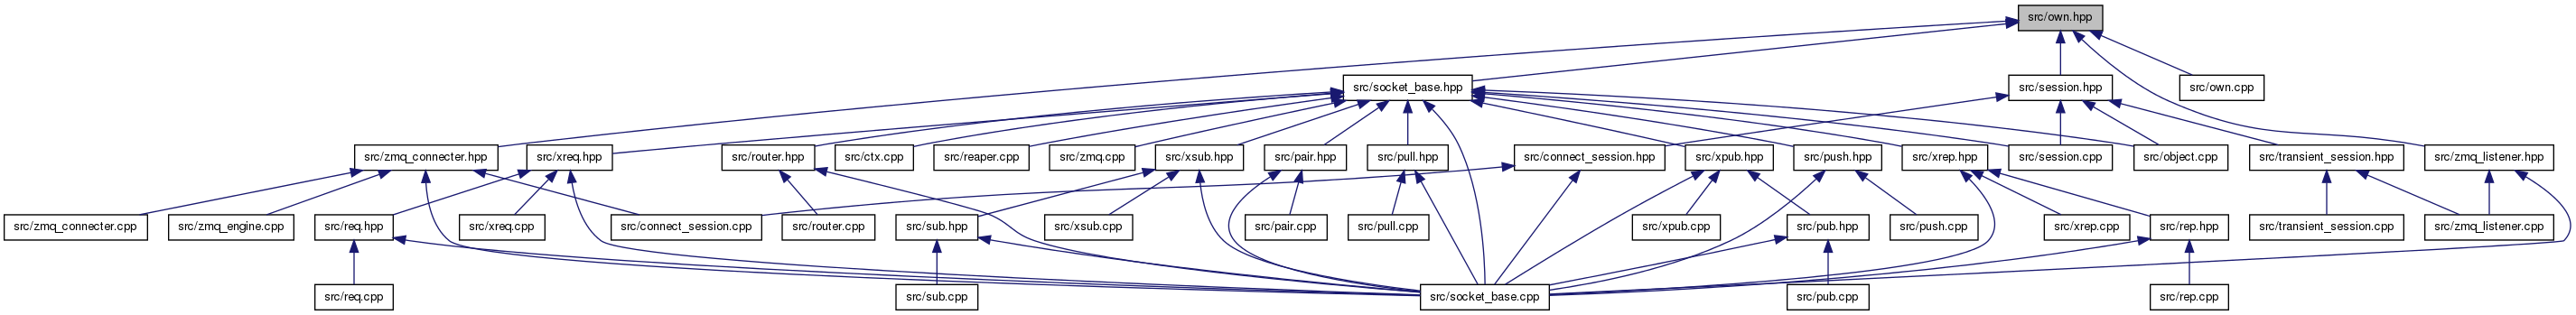 src/own.hpp
src/socket_base.hpp
src/session.hpp
src/own.cpp
src/zmq_connecter.hpp
src/xreq.hpp
src/router.hpp
src/ctx.cpp
src/reaper.cpp
src/zmq.cpp
src/xsub.hpp
src/pair.hpp
src/pull.hpp
src/connect_session.hpp
src/xpub.hpp
src/push.hpp
src/xrep.hpp
src/session.cpp
src/object.cpp
src/transient_session.hpp
src/zmq_listener.hpp
src/zmq_connecter.cpp
src/zmq_engine.cpp
src/req.hpp
src/xreq.cpp
src/connect_session.cpp
src/router.cpp
src/sub.hpp
src/xsub.cpp
src/pair.cpp
src/pull.cpp
src/xpub.cpp
src/pub.hpp
src/push.cpp
src/xrep.cpp
src/rep.hpp
src/transient_session.cpp
src/zmq_listener.cpp
src/req.cpp
src/sub.cpp
src/socket_base.cpp
src/pub.cpp
src/rep.cpp